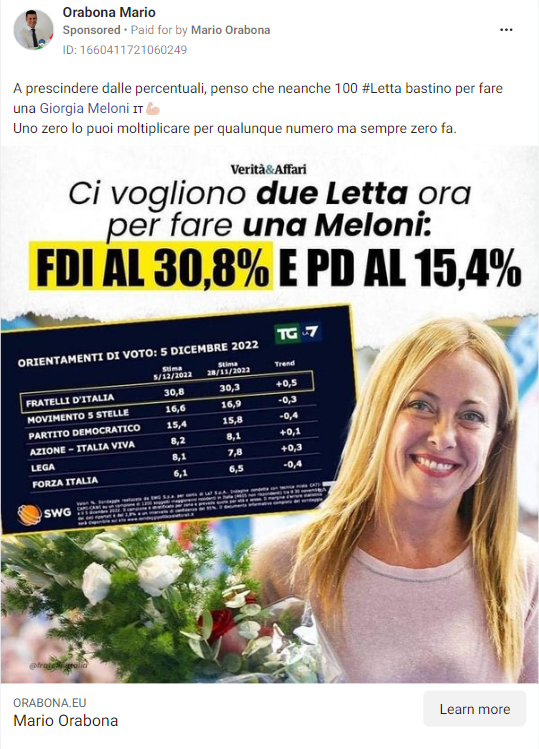 Orabona Mario
Sponsored • Paid for by Mario Orabona
ID: 1660411721060249
A prescindere dalle percentuali, penso che neanche 100 #Letta bastino per fare
una Giorgia Meloni IT💪🏻
Uno zero lo puoi moltiplicare per qualunque numero ma sempre zero fa.
Verità&Affari
Ci vogliono due Letta ora
per fare una Meloni:
FDI AL 30,8% E PD AL 15,4%
TG LA7
ORIENTAMENTI DI VOTO: 5 DICEMBRE 2022
Stima 5/12/2022 Stima 28/11/2022 Trend
FRATELLI D'ITALIA 30,8 30,3 +0,5
MOVIMENTO 5 STELLE 16,6 16,9 -0,3
PARTITO DEMOCRATICO 15,4 15,8 -0,4
AZIONE - ITALIA VIVA 8,2 8,1 +0,1
LEGA 8,1 7,8 +0,3
FORZA ITALIA 6,1 6,5 -0,4
SWG
ORABONA.EU
Mario Orabona
Learn more